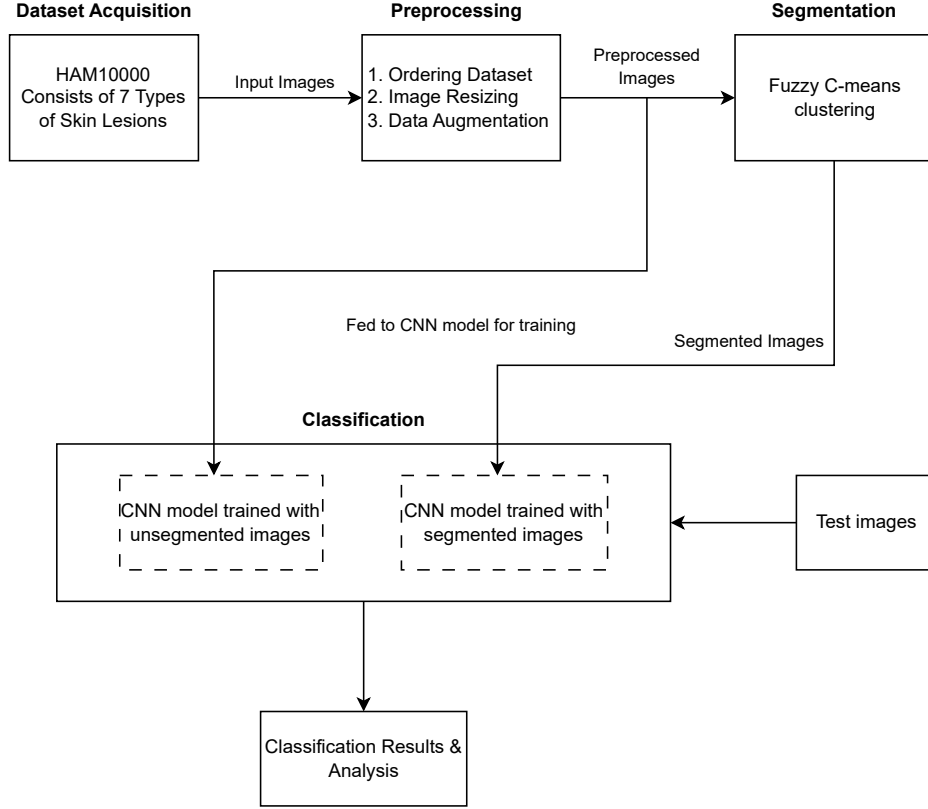 Dataset Acquisition
Preprocessing
Segmentation
HAM10000
Consists of 7 Types
of Skin Lesions
Input Images
1. Ordering Dataset
2. Image Resizing
3. Data Augmentation
Preprocessed
Images
Fuzzy C-means
clustering
Fed to CNN model for training
Segmented Images
Classification
CNN model trained with
unsegmented images
CNN model trained with
segmented images
Test images
Classification Results &
Analysis